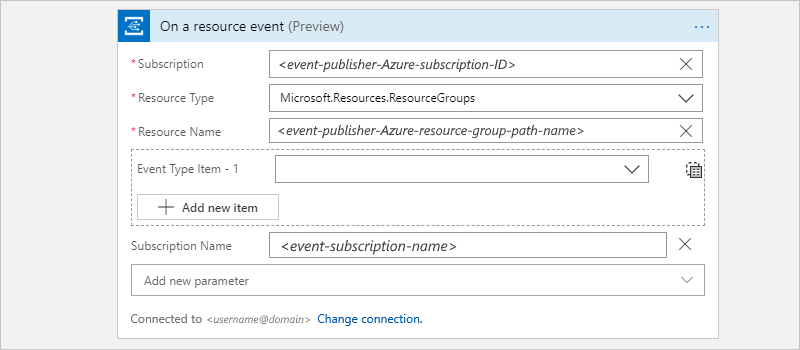 On a resource event (Preview)
* Subscription <event-publisher-Azure-subscription-ID>
* Resource Type Microsoft.Resources.ResourceGroups
* Resource Name <event-publisher-Azure-resource-group-path-name>
Event Type Item - 1
Add new item
Subscription Name <event-subscription-name>
Add new parameter
Connected to <username@domain> Change connection.